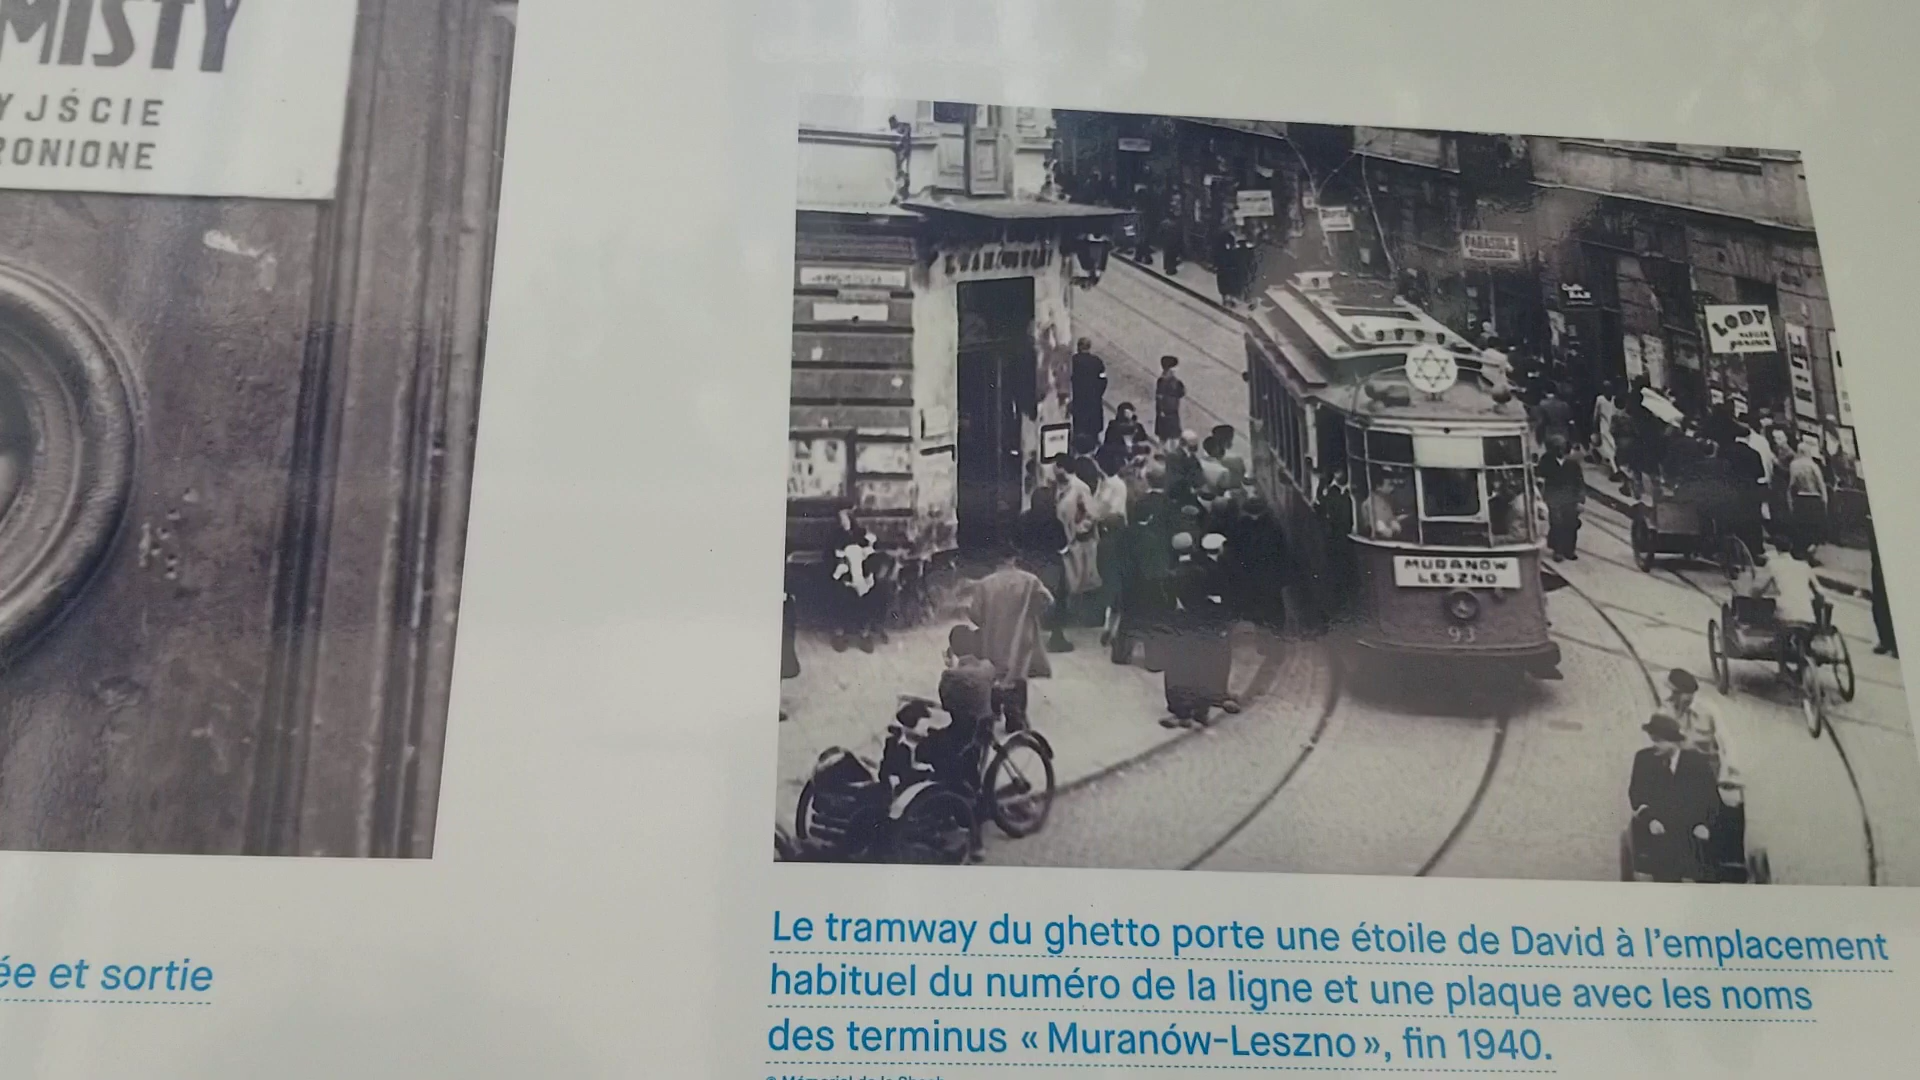 MISTY
YJŚCIE
RONIONE
ée et sortie
PARASOLE
LODY
MURANÓW
LESZNO
93
Le tramway du ghetto porte une étoile de David à l'emplacement
habituel du numéro de la ligne et une plaque avec les noms
des terminus « Muranów-Leszno », fin 1940.